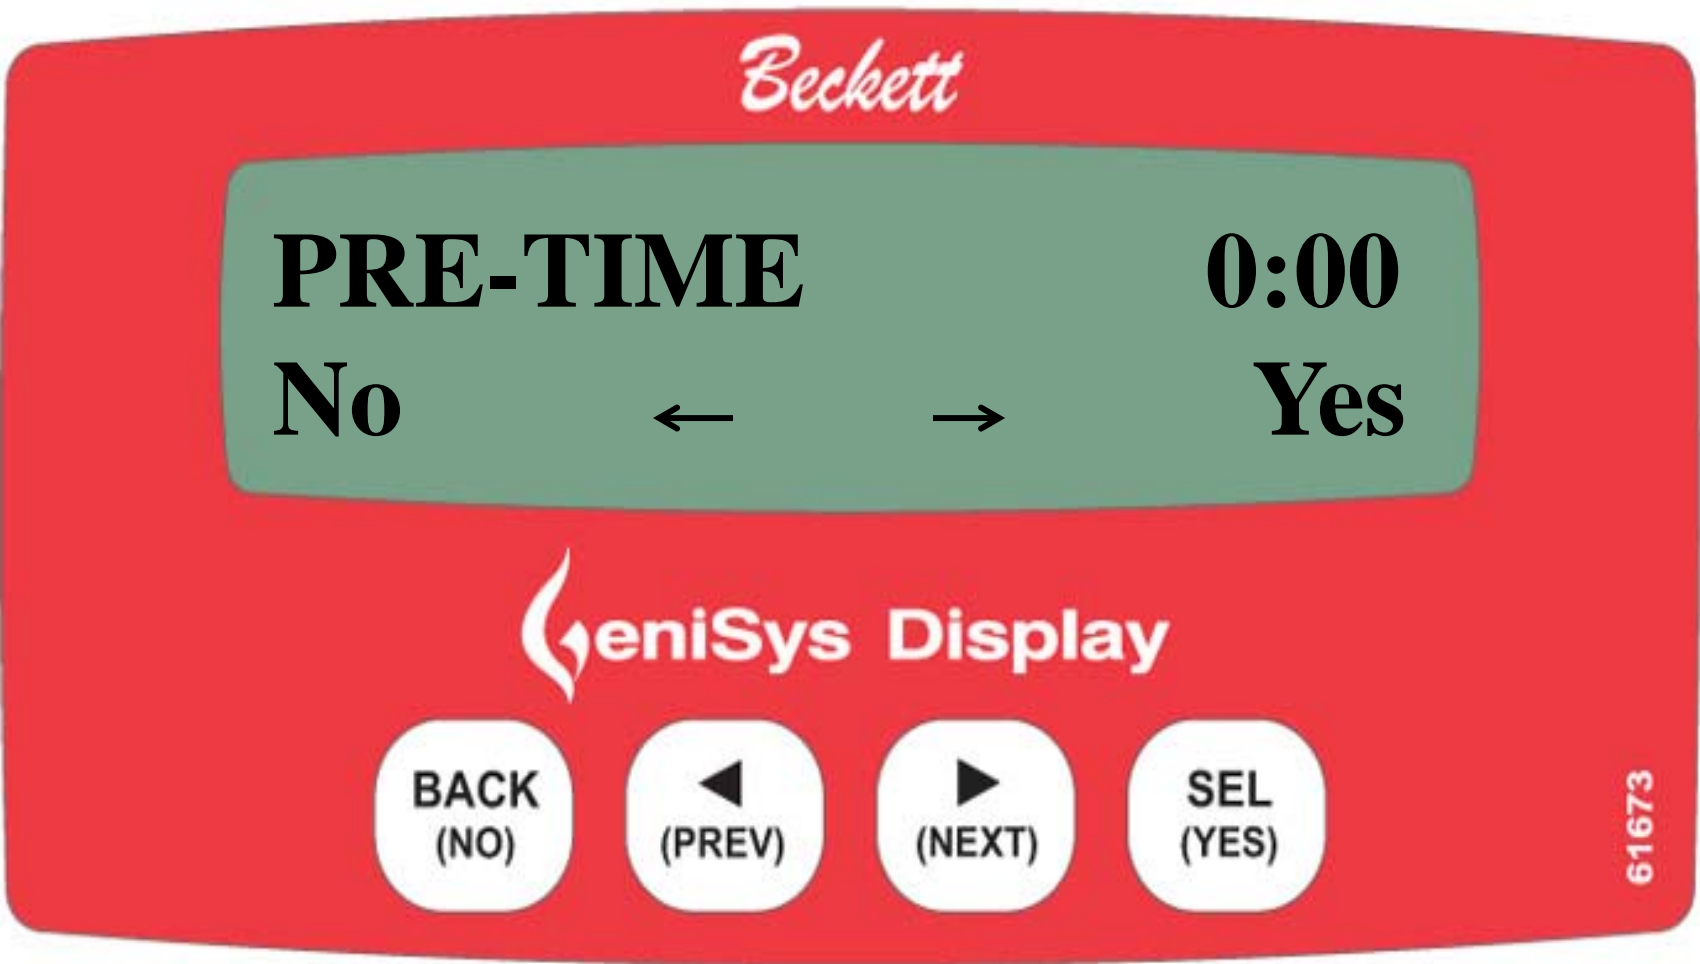 Beckett
PRE-TIME 0:00
No ← → Yes
GeniSys Display
BACK (NO)
◀ (PREV)
▶ (NEXT)
SEL (YES)
61673